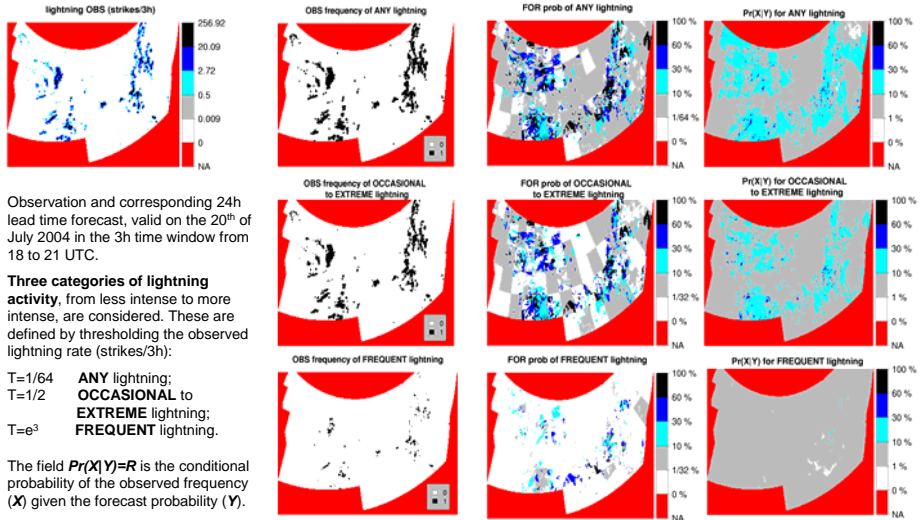 lightning OBS (strikes/3h)
256.92
20.09
2.72
0.5
0.009
0
NA
OBS frequency of ANY lightning
0
1
FOR prob of ANY lightning
100 %
60 %
30 %
10 %
1/64 %
0 %
NA
Pr(X|Y) for ANY lightning
100 %
60 %
30 %
10 %
1 %
0 %
NA
Observation and corresponding 24h
lead time forecast, valid on the 20th of
July 2004 in the 3h time window from
18 to 21 UTC.
Three categories of lightning
activity, from less intense to more
intense, are considered. These are
defined by thresholding the observed
lightning rate (strikes/3h):
T=1/64 ANY lightning;
T=1/2 OCCASIONAL to
EXTREME lightning;
T=e3 FREQUENT lightning.
The field Pr(X|Y)=R is the conditional
probability of the observed frequency
(X) given the forecast probability (Y).
OBS frequency of OCCASIONAL
to EXTREME lightning
0
1
FOR prob of OCCASIONAL
to EXTREME lightning
100 %
60 %
30 %
10 %
1/32 %
0 %
NA
Pr(X|Y) for OCCASIONAL
to EXTREME lightning
100 %
60 %
30 %
10 %
1 %
0 %
NA
OBS frequency of FREQUENT lightning
0
1
FOR prob of FREQUENT lightning
100 %
60 %
30 %
10 %
1/32 %
0 %
NA
Pr(X|Y) for FREQUENT lightning
100 %
60 %
30 %
10 %
1 %
0 %
NA